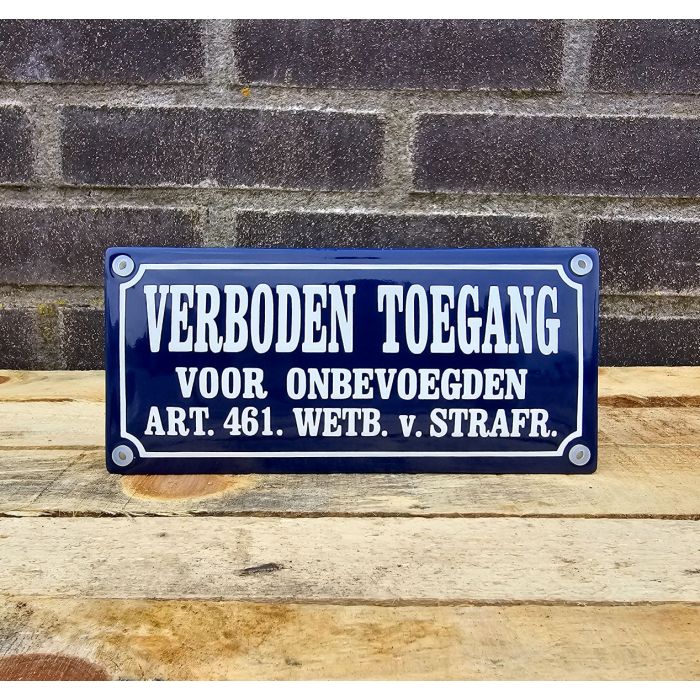 VERBODEN TOEGANG
VOOR ONBEVOEGDEN
ART. 461. WETB. v. STRAFR.